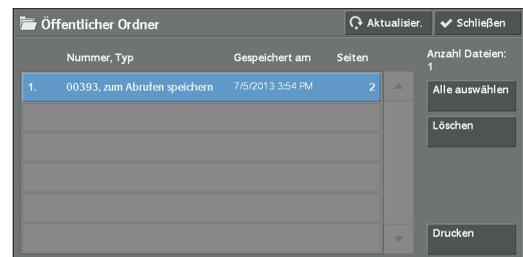 Öffentlicher Ordner
Aktualisier.
Schließen
Nummer, Typ
Gespeichert am
Seiten
Anzahl Dateien:
1
1. 00393, zum Abrufen speichern 7/5/2013 3:54 PM 2
Alle auswählen
Löschen
Drucken